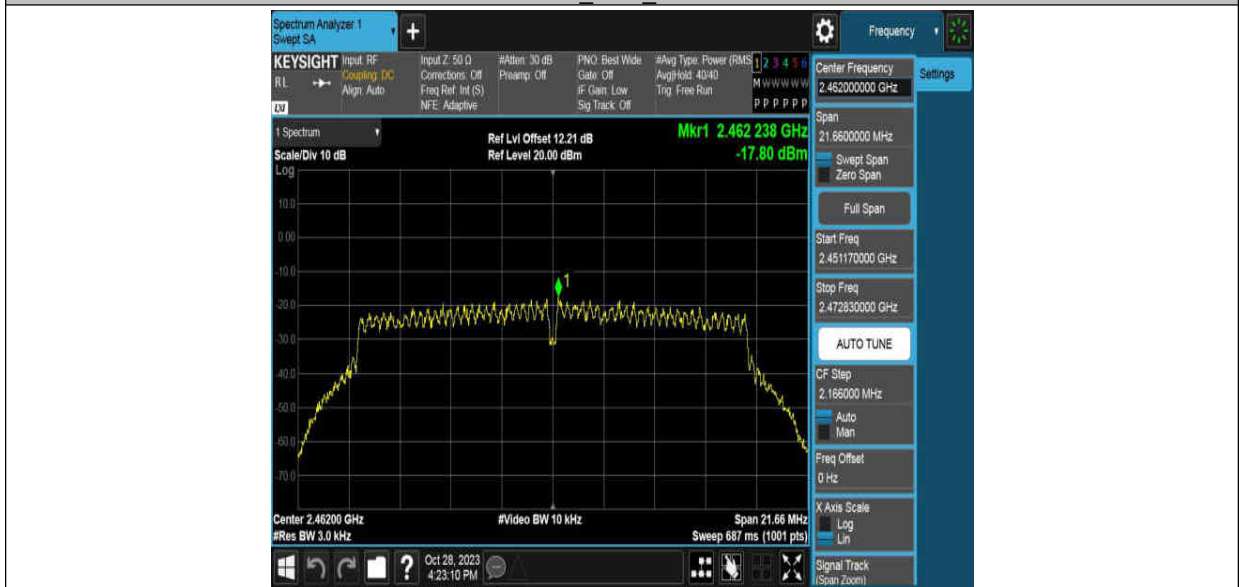 Spectrum Analyzer 1
Swept SA
+
Frequency
KEYSIGHT
RL
LXI
Input: RF
Coupling: DC
Align: Auto
Input Z: 50 Ω
Corrections: Off
Freq Ref: Int (S)
NFE: Adaptive
#Atten: 30 dB
Preamp: Off
PNO: Best Wide
Gate: Off
IF Gain: Low
Sig Track: Off
#Avg Type: Power (RMS
Avg|Hold: 40/40
Trig: Free Run
1 2 3 4 5 6
M W W W W W
P P P P P P
Center Frequency
2.462000000 GHz
Settings
1 Spectrum
Scale/Div 10 dB
Ref Lvl Offset 12.21 dB
Ref Level 20.00 dBm
Mkr1 2.462 238 GHz
-17.80 dBm
Span
21.6600000 MHz
Swept Span
Zero Span
Full Span
Start Freq
2.451170000 GHz
Stop Freq
2.472830000 GHz
AUTO TUNE
CF Step
2.166000 MHz
Auto
Man
Freq Offset
0 Hz
X Axis Scale
Log
Lin
Signal Track
(Span Zoom)
Log
10.0
0.00
-10.0
-20.0
-30.0
-40.0
-50.0
-60.0
-70.0
1
Center 2.46200 GHz
#Res BW 3.0 kHz
#Video BW 10 kHz
Span 21.66 MHz
Sweep 687 ms (1001 pts)
?
Oct 28, 2023
4:23:10 PM